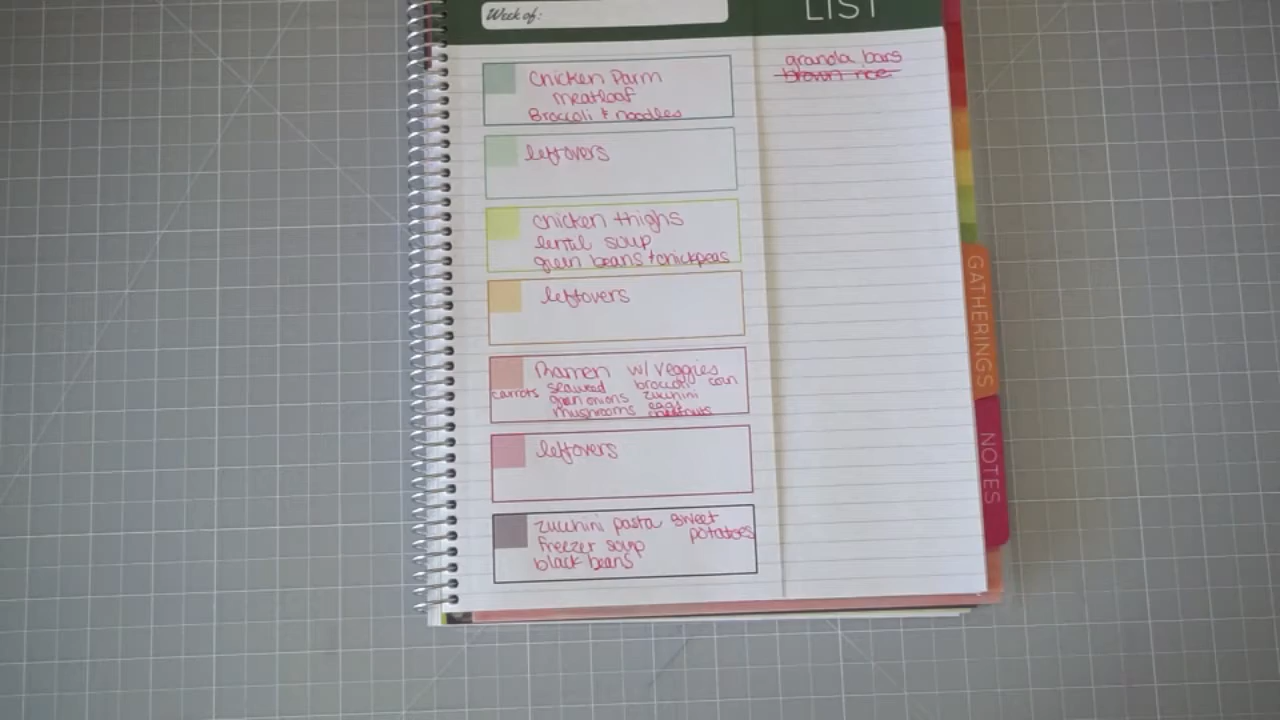 Week of:
LIST
Chicken Parm
meatloaf
Broccoli & noodles
leftovers
chicken thighs
lentil soup
green beans + chickpeas
leftovers
Ramen w/ veggies
carrots seaweed broccoli corn
green onions zucchini
mushrooms eggs
leftovers
zucchini pasta sweet
potatoes
freezer soup
black beans
granola bars
brown rice
GATHERINGS
NOTES